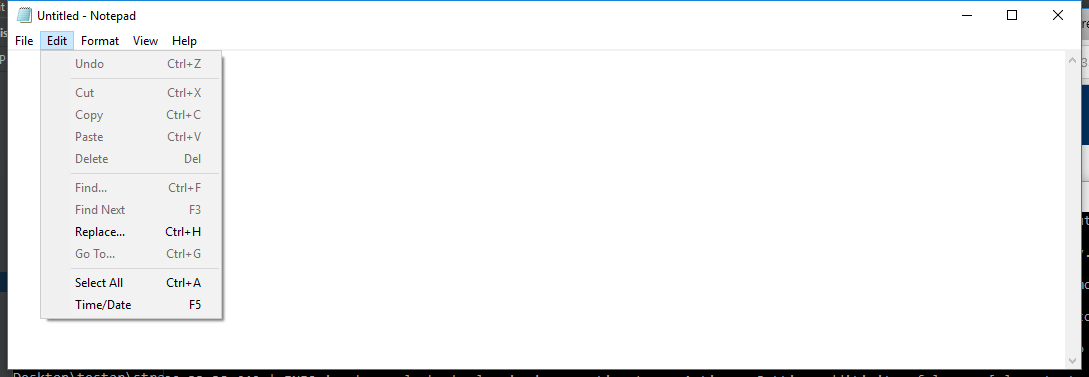 Untitled - Notepad
File Edit Format View Help
Undo Ctrl+Z
Cut Ctrl+X
Copy Ctrl+C
Paste Ctrl+V
Delete Del
Find... Ctrl+F
Find Next F3
Replace... Ctrl+H
Go To... Ctrl+G
Select All Ctrl+A
Time/Date F5